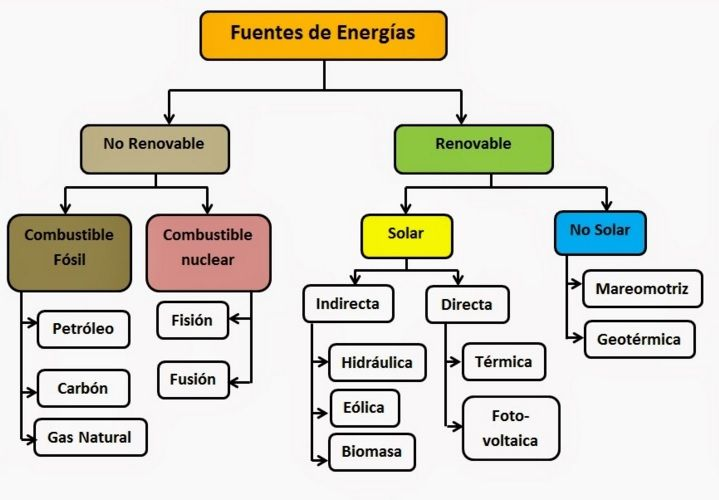 Fuentes de Energías
No Renovable
Renovable
Combustible
Fósil
Combustible
nuclear
Solar
No Solar
Petróleo
Carbón
Gas Natural
Fisión
Fusión
Indirecta
Directa
Hidráulica
Eólica
Biomasa
Térmica
Foto-
voltaica
Mareomotriz
Geotérmica